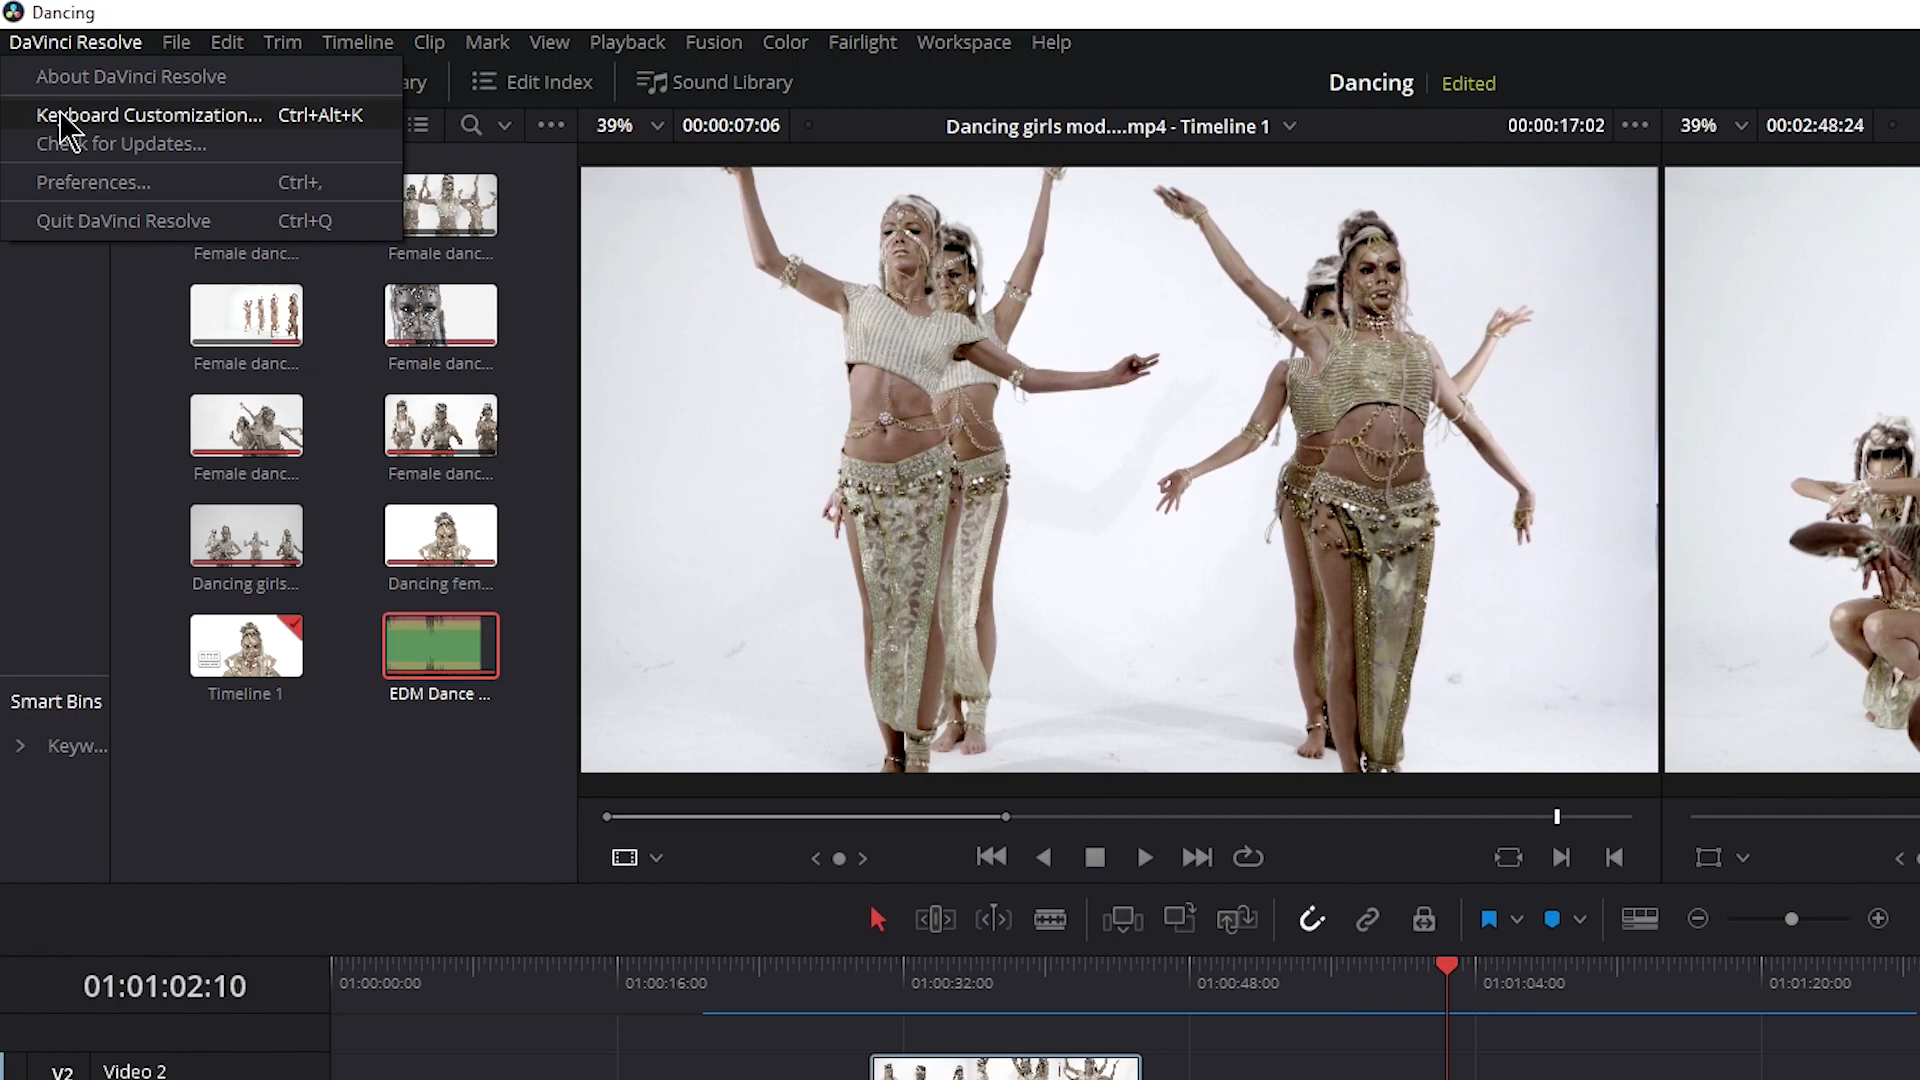 Dancing
DaVinci Resolve File Edit Trim Timeline Clip Mark View Playback Fusion Color Fairlight Workspace Help
About DaVinci Resolve
ary Edit Index Sound Library Dancing Edited
Keyboard Customization... Ctrl+Alt+K
39% 00:00:07:06 Dancing girls mod....mp4 - Timeline 1 00:00:17:02 39% 00:02:48:24
Check for Updates...
Preferences... Ctrl+,
Quit DaVinci Resolve Ctrl+Q
Female danc... Female danc...
Female danc... Female danc...
Female danc... Female danc...
Dancing girls... Dancing fem...
Timeline 1 EDM Dance ...
Smart Bins
Keyw...
01:01:02:10
01:00:00:00 01:00:16:00 01:00:32:00 01:00:48:00 01:01:04:00 01:01:20:00
V2 Video 2